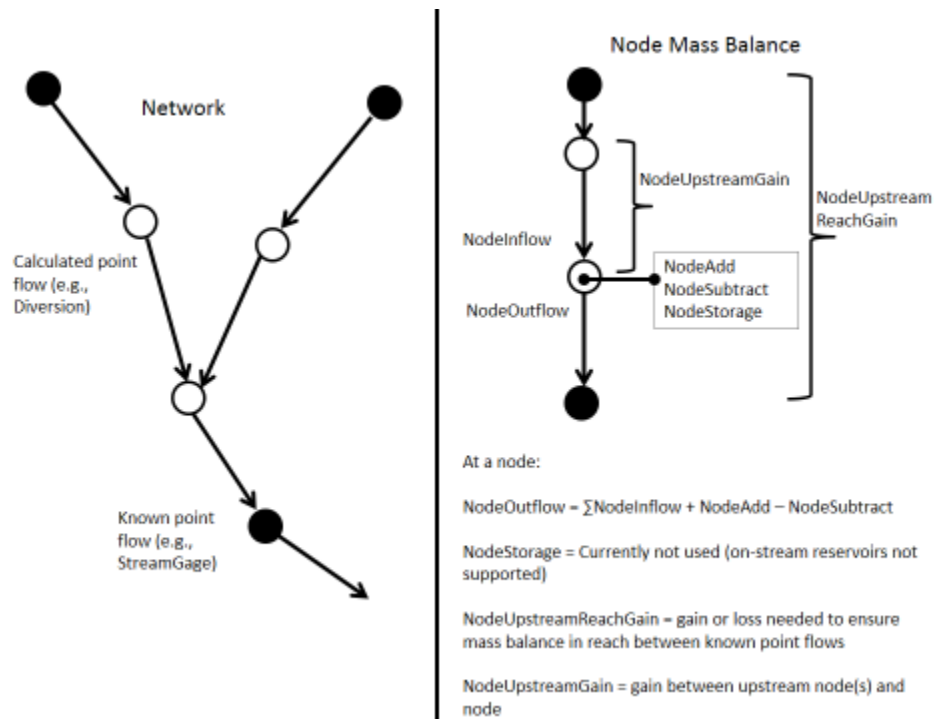 Network
Calculated point
flow (e.g.,
Diversion)
Known point
flow (e.g.,
StreamGage)
Node Mass Balance
NodeUpstreamGain
NodeUpstream
ReachGain
NodeInflow
NodeAdd
NodeSubtract
NodeStorage
NodeOutflow
At a node:
NodeOutflow = ∑NodeInflow + NodeAdd – NodeSubtract
NodeStorage = Currently not used (on-stream reservoirs not
supported)
NodeUpstreamReachGain = gain or loss needed to ensure
mass balance in reach between known point flows
NodeUpstreamGain = gain between upstream node(s) and
node